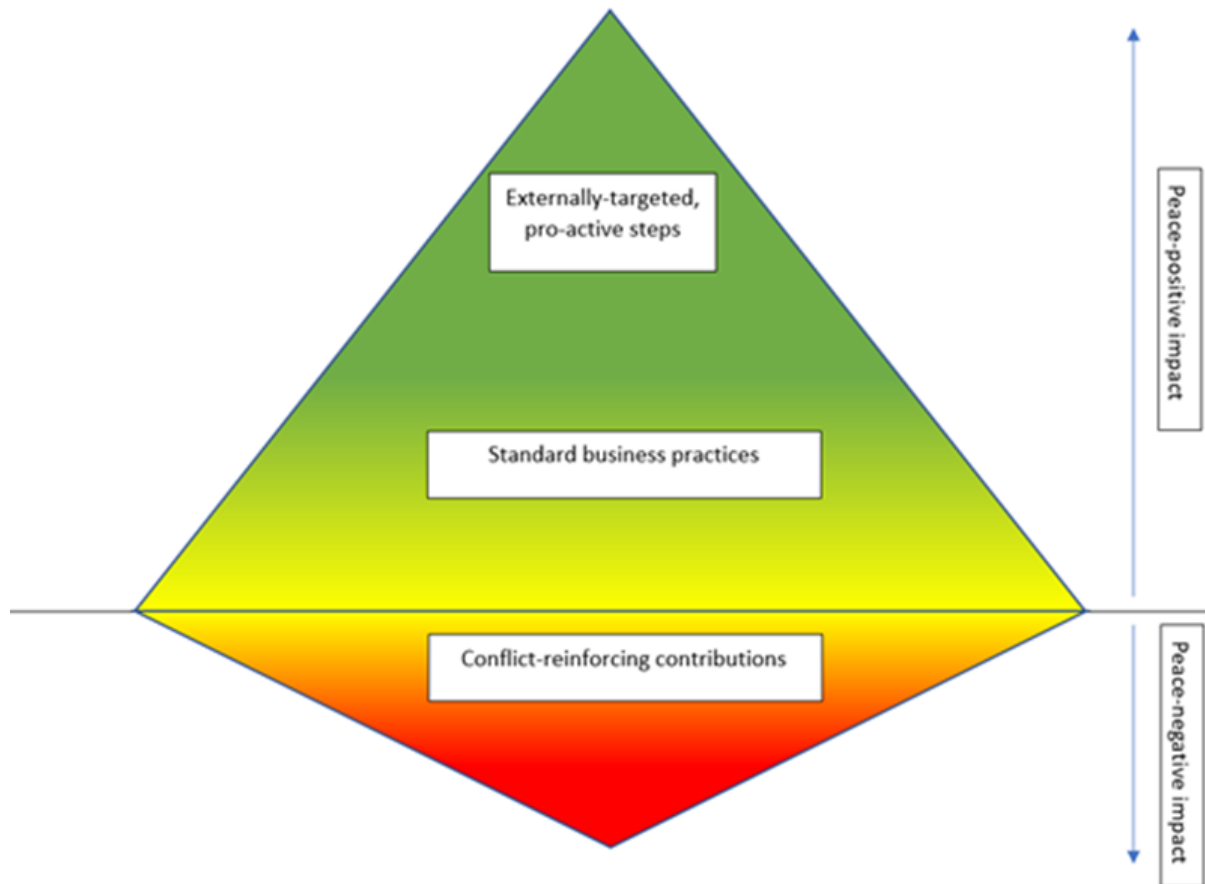 Externally-targeted,
pro-active steps
Peace-positive impact
Standard business practices
Conflict-reinforcing contributions
Peace-negative impact